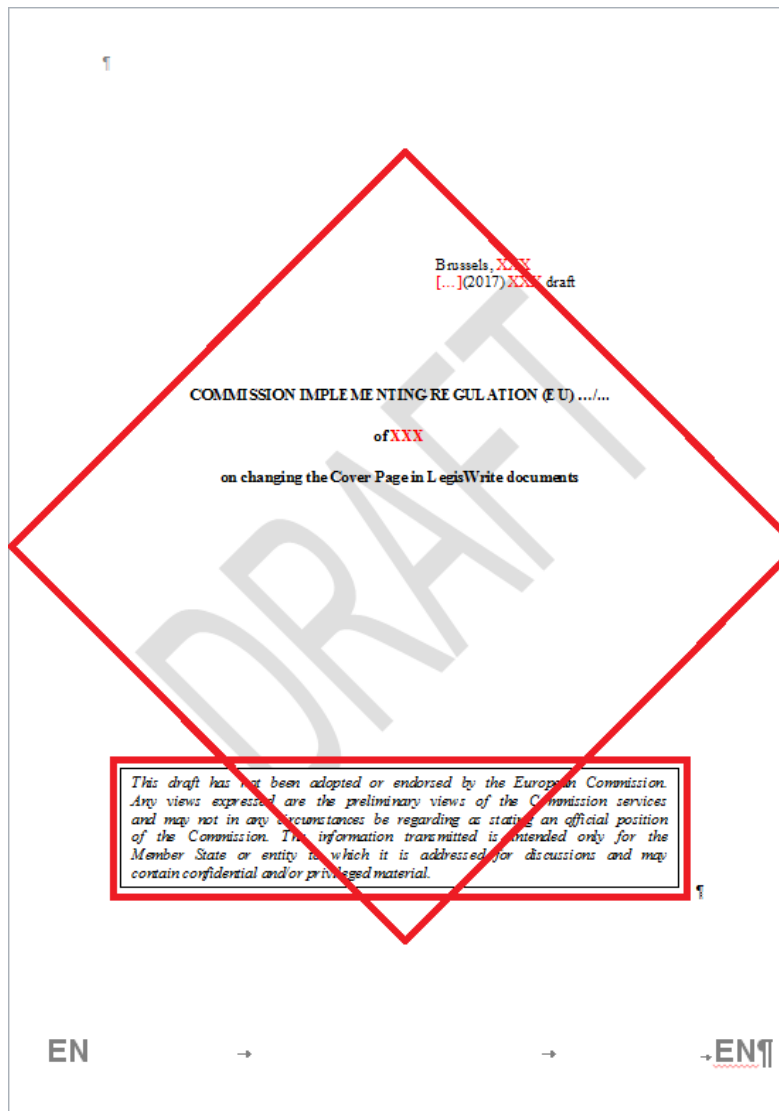 ¶
Brussels, XXX
[...](2017) XXX draft
COMMISSION IMPLEMENTING REGULATION (EU) …/...
of XXX
on changing the Cover Page in LegisWrite documents
DRAFT
This draft has not been adopted or endorsed by the European Commission.
Any views expressed are the preliminary views of the Commission services
and may not in any circumstances be regarding as stating an official position
of the Commission. The information transmitted is intended only for the
Member State or entity to which it is addressed for discussions and may
contain confidential and/or privileged material.
¶
EN → → →EN¶